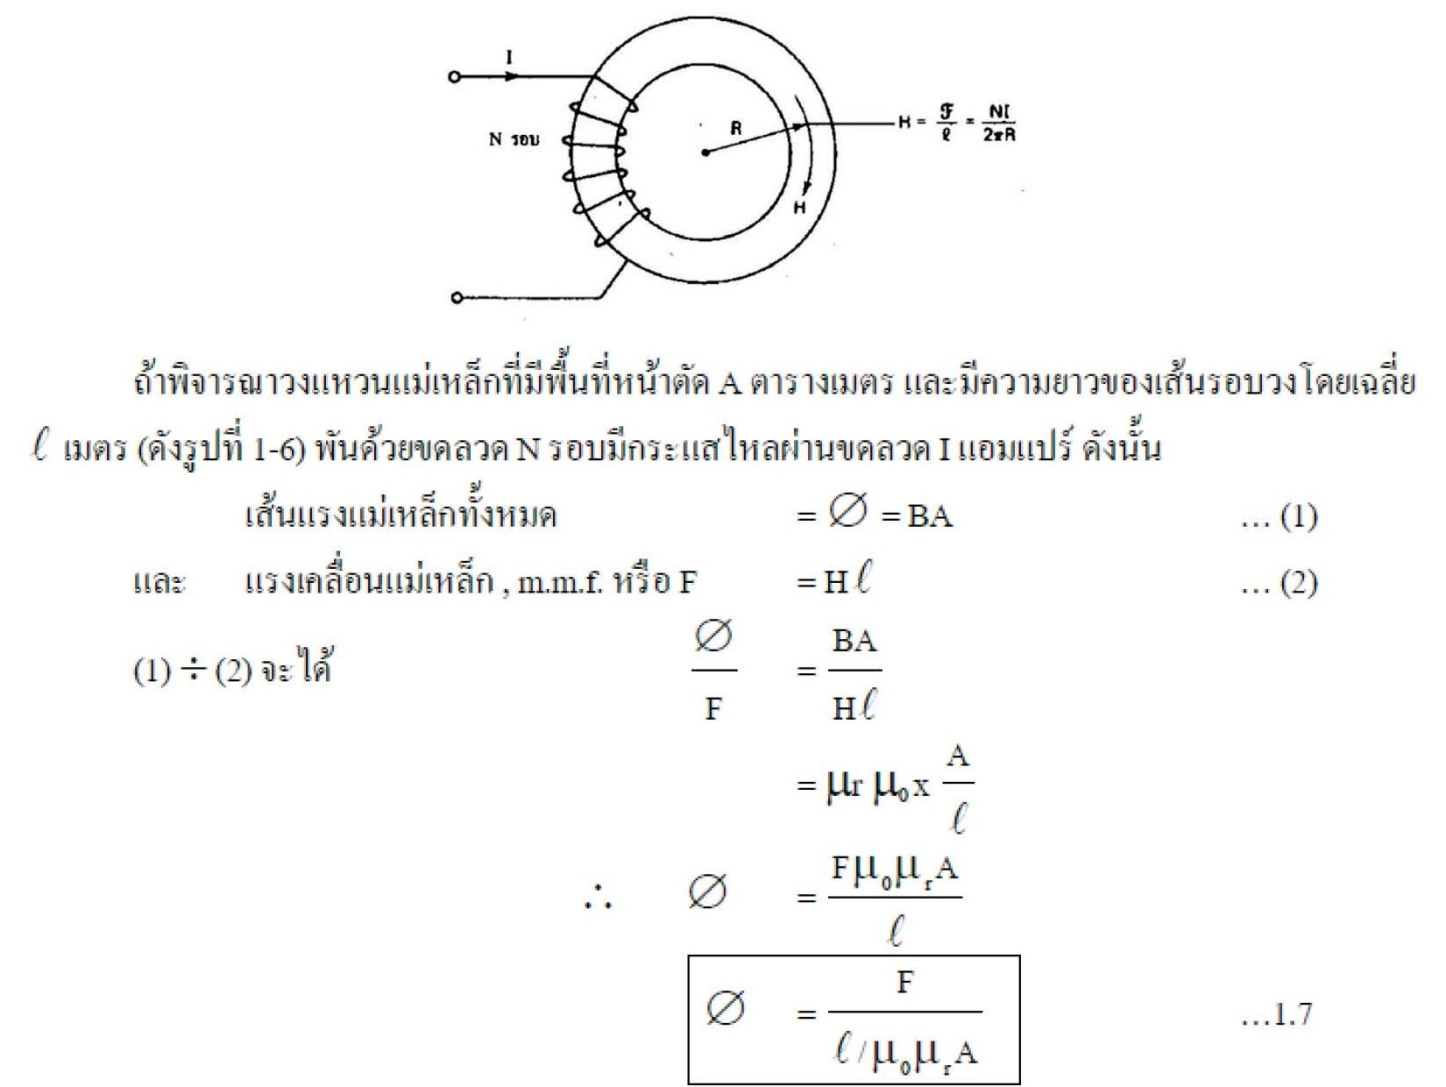 I
N รอบ
R
H = ℱ/ℓ = NI/2πR
H
ถ้าพิจารณาวงแหวนแม่เหล็กที่มีพื้นที่หน้าตัด A ตารางเมตร และมีความยาวของเส้นรอบวงโดยเฉลี่ย
ℓ เมตร (ดังรูปที่ 1-6) พันด้วยขดลวด N รอบมีกระแสไหลผ่านขดลวด I แอมแปร์ ดังนั้น
เส้นแรงแม่เหล็กทั้งหมด = ∅ = BA … (1)
และ แรงเคลื่อนแม่เหล็ก , m.m.f. หรือ F = Hℓ … (2)
(1) ÷ (2) จะได้ ∅/F = BA/Hℓ
= μr μ₀ x A/ℓ
∴ ∅ = Fμ₀μᵣA/ℓ
∅ = F/(ℓ/μ₀μᵣA) …1.7